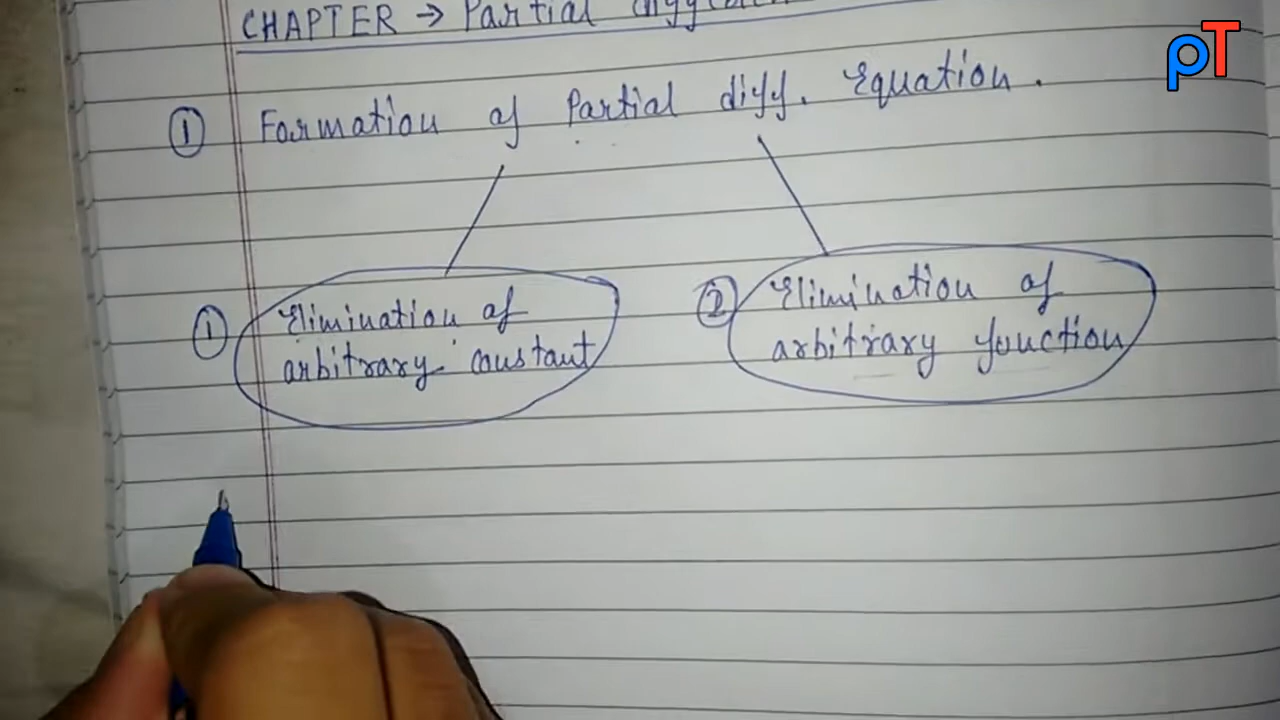 CHAPTER → Partial
pT
① Formation of Partial diff. Equation.
① Elimination of
arbitrary constant
② Elimination of
arbitrary function